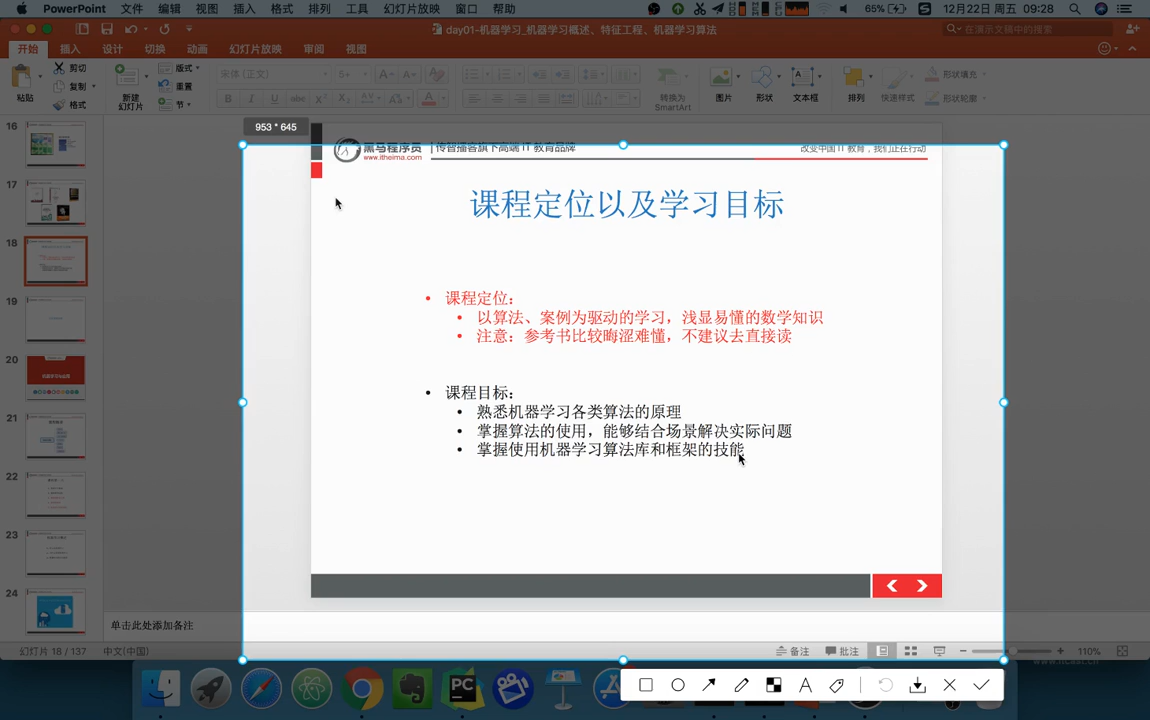 PowerPoint 文件 编辑 视图 插入 格式 排列 工具 幻灯片放映 窗口 帮助 65% 12月22日 周五 09:28
day01-机器学习_机器学习概述、特征工程、机器学习算法
在演示文稿中搜索
开始 插入 设计 切换 动画 幻灯片放映 审阅 视图
粘贴
剪切
复制
格式
新建
幻灯片
版式
重置
节
宋体 (正文) 5+
B I U abc X² X₂ AV Aa A
转换为
SmartArt
图片
形状
文本框
排列
快速样式
形状填充
形状轮廓
16
17
18
19
20
21
22
23
24
953 * 645
黑马程序员
www.itheima.com
传智播客旗下高端 IT 教育品牌
改变中国 IT 教育，我们正在行动
课程定位以及学习目标
• 课程定位：
• 以算法、案例为驱动的学习，浅显易懂的数学知识
• 注意：参考书比较晦涩难懂，不建议去直接读
• 课程目标：
• 熟悉机器学习各类算法的原理
• 掌握算法的使用，能够结合场景解决实际问题
• 掌握使用机器学习算法库和框架的技能
单击此处添加备注
幻灯片 18 / 137 中文(中国)
备注 批注 110%
PC
A